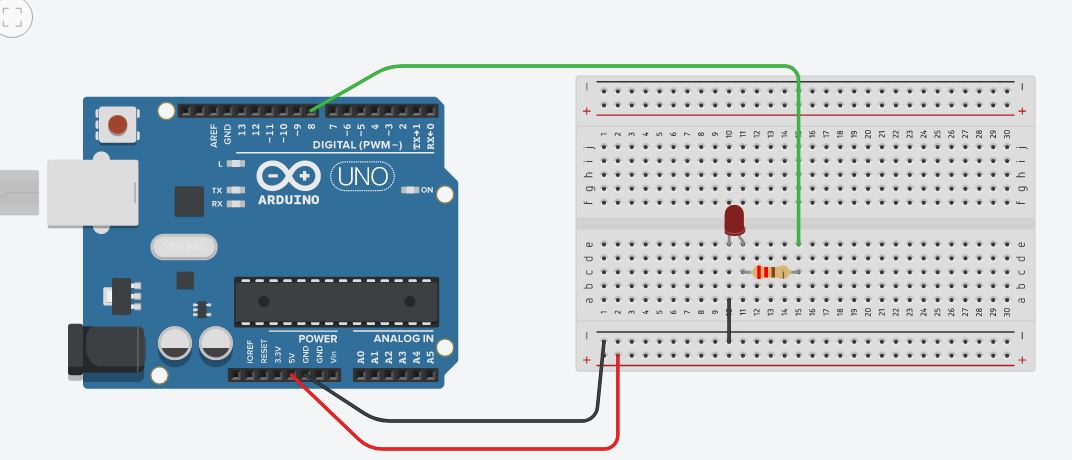 AREF
GND
13
12
~11
~10
~9
8
7
~6
~5
4
~3
2
TX→1
RX←0
DIGITAL (PWM~)
L
TX
RX
UNO
ARDUINO
ON
POWER
ANALOG IN
IOREF
RESET
3.3V
5V
GND
GND
Vin
A0
A1
A2
A3
A4
A5
− −
+ +
1 2 3 4 5 6 7 8 9 10 11 12 13 14 15 16 17 18 19 20 21 22 23 24 25 26 27 28 29 30
j j
i i
h h
g g
f f
e e
d d
c c
b b
a a
1 2 3 4 5 6 7 8 9 10 11 12 13 14 15 16 17 18 19 20 21 22 23 24 25 26 27 28 29 30
− −
+ +